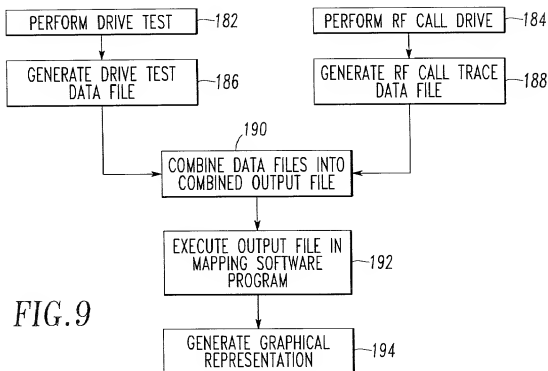 PERFORM DRIVE TEST
182
PERFORM RF CALL DRIVE
184
GENERATE DRIVE TEST
DATA FILE
186
GENERATE RF CALL TRACE
DATA FILE
188
190
COMBINE DATA FILES INTO
COMBINED OUTPUT FILE
EXECUTE OUTPUT FILE IN
MAPPING SOFTWARE
PROGRAM
192
FIG.9
GENERATE GRAPHICAL
REPRESENTATION
194